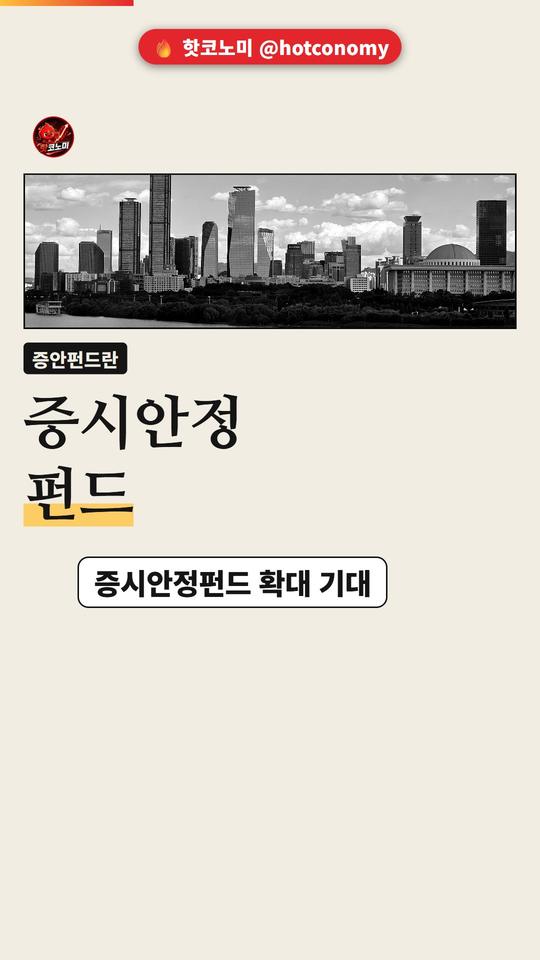 🔥 핫코노미 @hotconomy
핫코노미
증안펀드란
증시안정
펀드
증시안정펀드 확대 기대